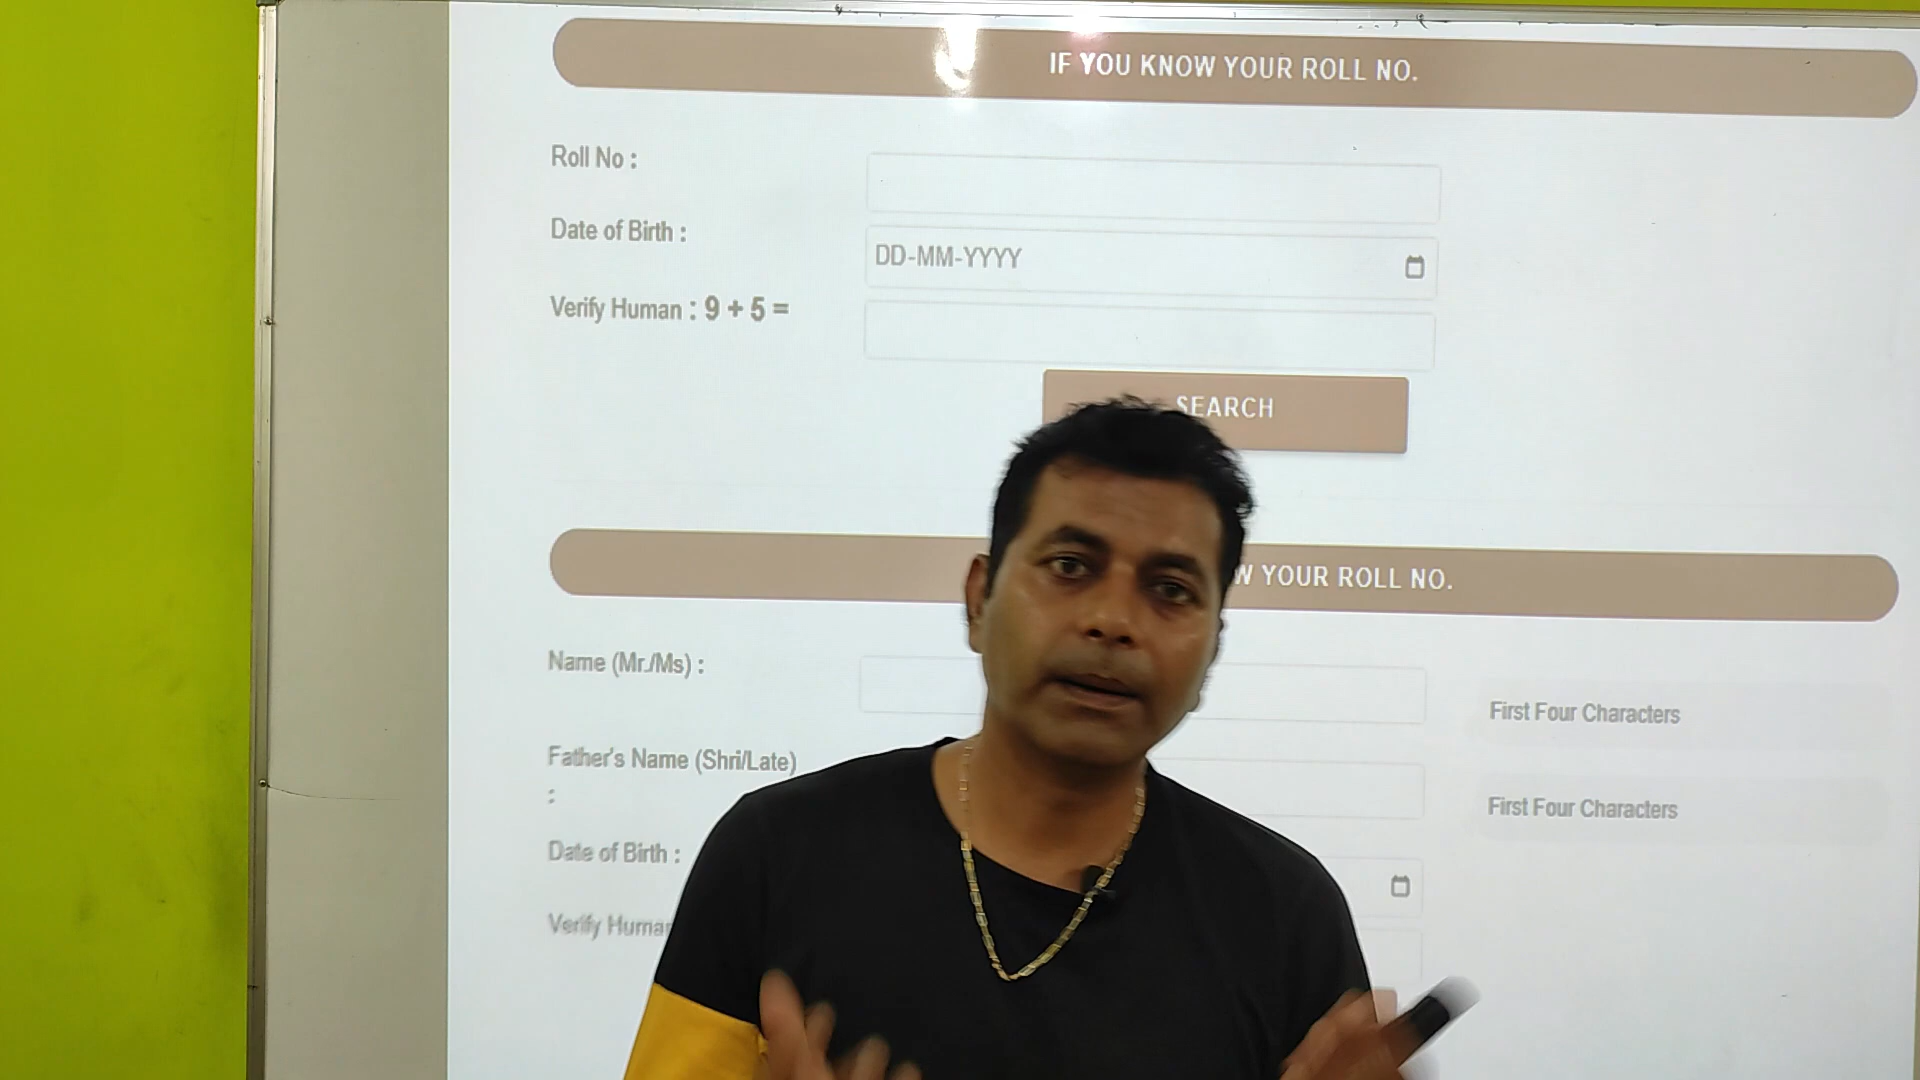 IF YOU KNOW YOUR ROLL NO.
Roll No :
Date of Birth :
DD-MM-YYYY
Verify Human : 9 + 5 =
SEARCH
YOUR ROLL NO.
Name (Mr./Ms) :
First Four Characters
Father's Name (Shri/Late)
:
First Four Characters
Date of Birth :
Verify Human